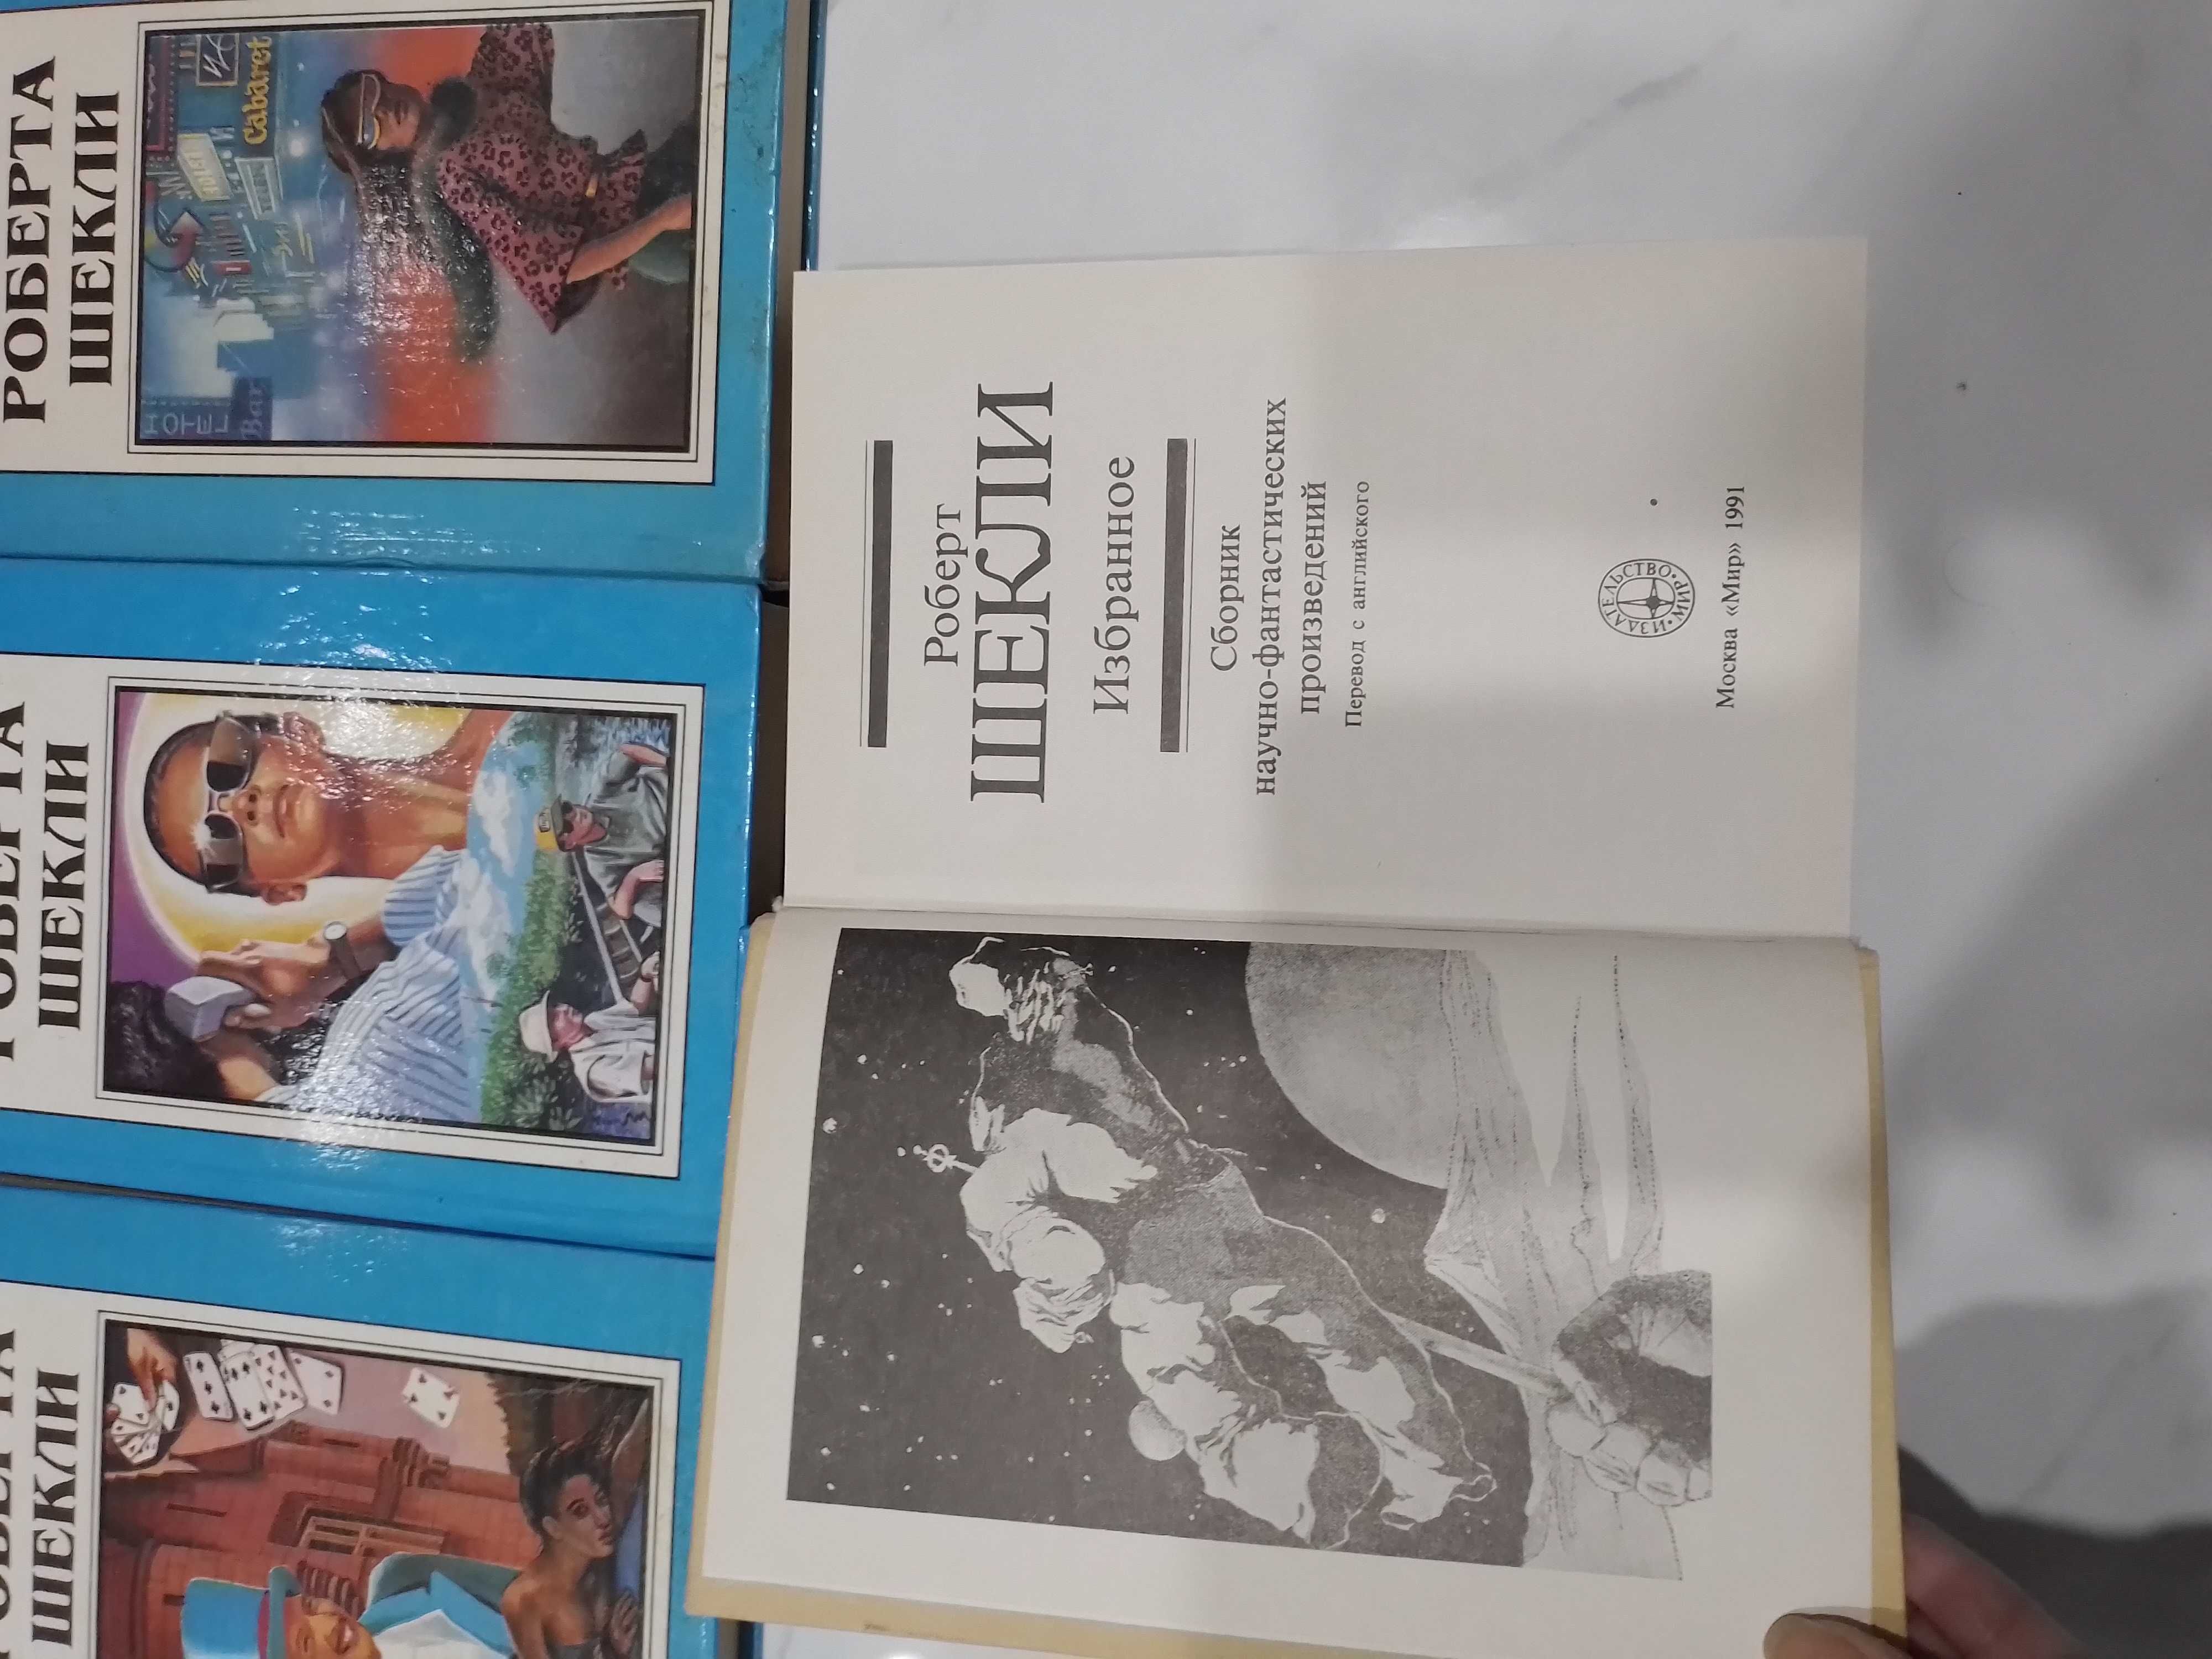 РОБЕРТА
ШЕКЛИ
Cabaret
HOTEL
Bar
ШЕКЛИ
ШЕКЛИ
Роберт
ШЕКЛИ
Избранное
Сборник
научно-фантастических
произведений
Перевод с английского
ИЗДАТЕЛЬСТВО • МИР •
Москва «Мир» 1991